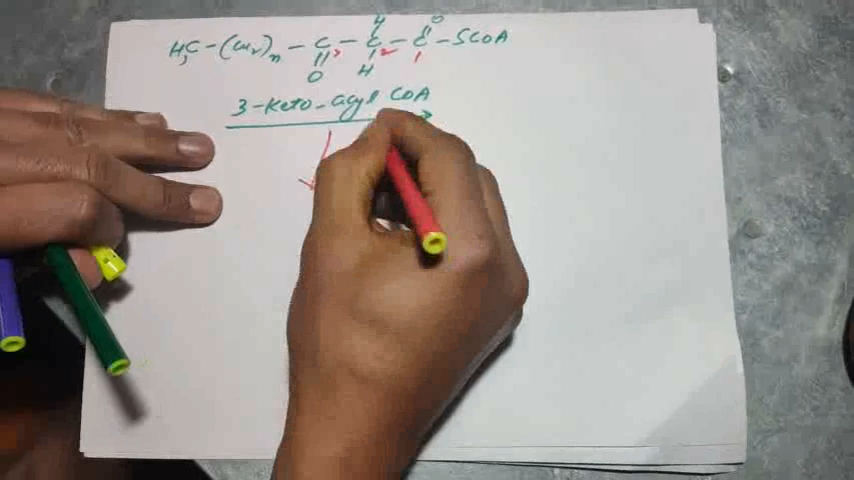 H
O
H3C - (CH2)n - C 3 - C 2 - C - SCOA
O
H
1
3-Keto-acyl COA